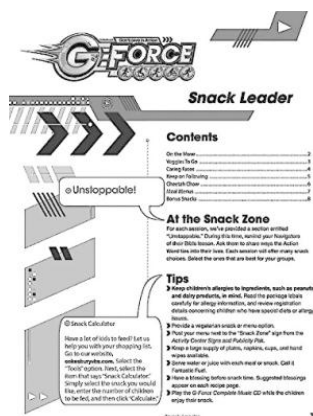 G-FORCE
Snack Leader
Contents
On the Move 2
Veggies To Go 3
Caring Faces 4
Keep on Following 5
Cheetah Chow 6
Meal Menus
Bonus Snacks 8
Unstoppable!
At the Snack Zone
For each session, we've provided a section entitled
"Unstoppable." During this time, remind your Navigators
of their Bible lesson. Ask them to share ways the Action
Word ties into their lives. Each session will offer many snack
choices. Select the ones that are best for your groups.
Tips
Keep children's allergies to ingredients, such as peanuts
and dairy products, in mind. Read the package labels
carefully for allergy information, and review registration
details concerning children who have special diets or allergy
issues.
Provide a vegetarian snack or menu option.
Post your menu next to the "Snack Zone" sign from the
Activity Center Signs and Publicity Pak.
Keep a large supply of plates, napkins, cups, and hand
wipes available.
Serve water or juice with each meal or snack. Call it
Fantastic Fuel!
Have a blessing before snack time. Suggested blessings
appear on each recipe page.
Play the G-Force Complete Music CD while the children
enjoy their snack.
Snack Calculator
Have a lot of kids to feed? Let us
help you with your shopping list.
Go to our website,
cokesburyvbs.com. Select the
"Tools" option. Next, select the
item that says "Snack Calculator."
Simply select the snack you would
like, enter the number of children
to be fed, and then click "Calculate."